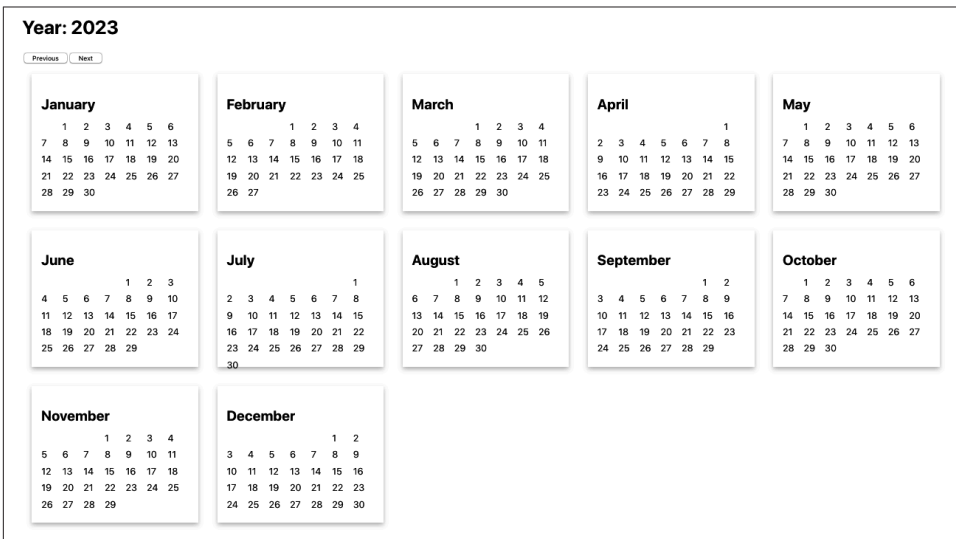 Year: 2023
Previous Next
January
1 2 3 4 5 6
7 8 9 10 11 12 13
14 15 16 17 18 19 20
21 22 23 24 25 26 27
28 29 30
February
1 2 3 4
5 6 7 8 9 10 11
12 13 14 15 16 17 18
19 20 21 22 23 24 25
26 27
March
1 2 3 4
5 6 7 8 9 10 11
12 13 14 15 16 17 18
19 20 21 22 23 24 25
26 27 28 29 30
April
1
2 3 4 5 6 7 8
9 10 11 12 13 14 15
16 17 18 19 20 21 22
23 24 25 26 27 28 29
May
1 2 3 4 5 6
7 8 9 10 11 12 13
14 15 16 17 18 19 20
21 22 23 24 25 26 27
28 29 30
June
1 2 3
4 5 6 7 8 9 10
11 12 13 14 15 16 17
18 19 20 21 22 23 24
25 26 27 28 29
July
1
2 3 4 5 6 7 8
9 10 11 12 13 14 15
16 17 18 19 20 21 22
23 24 25 26 27 28 29
30
August
1 2 3 4 5
6 7 8 9 10 11 12
13 14 15 16 17 18 19
20 21 22 23 24 25 26
27 28 29 30
September
1 2
3 4 5 6 7 8 9
10 11 12 13 14 15 16
17 18 19 20 21 22 23
24 25 26 27 28 29
October
1 2 3 4 5 6
7 8 9 10 11 12 13
14 15 16 17 18 19 20
21 22 23 24 25 26 27
28 29 30
November
1 2 3 4
5 6 7 8 9 10 11
12 13 14 15 16 17 18
19 20 21 22 23 24 25
26 27 28 29
December
1 2
3 4 5 6 7 8 9
10 11 12 13 14 15 16
17 18 19 20 21 22 23
24 25 26 27 28 29 30